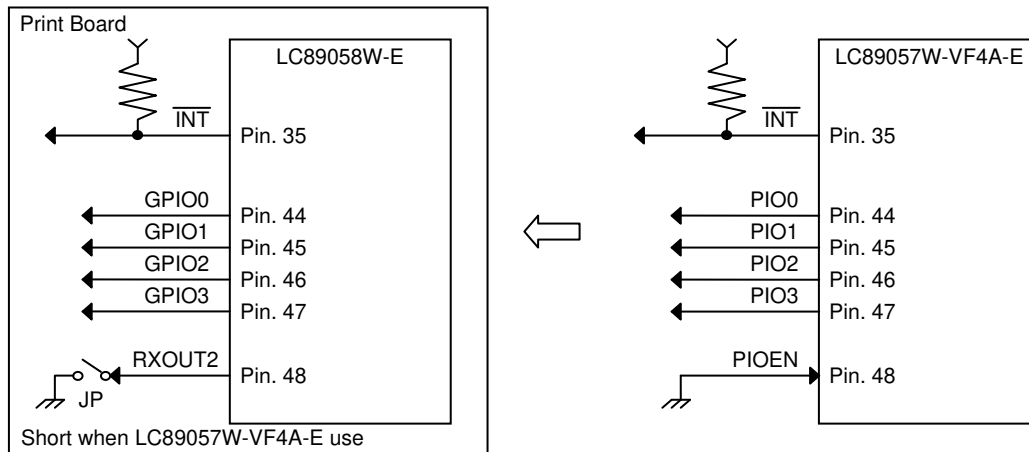 Print Board
LC89058W-E
INT
Pin. 35
GPIO0
Pin. 44
GPIO1
Pin. 45
GPIO2
Pin. 46
GPIO3
Pin. 47
RXOUT2
Pin. 48
JP
Short when LC89057W-VF4A-E use
LC89057W-VF4A-E
INT
Pin. 35
PIO0
Pin. 44
PIO1
Pin. 45
PIO2
Pin. 46
PIO3
Pin. 47
PIOEN
Pin. 48